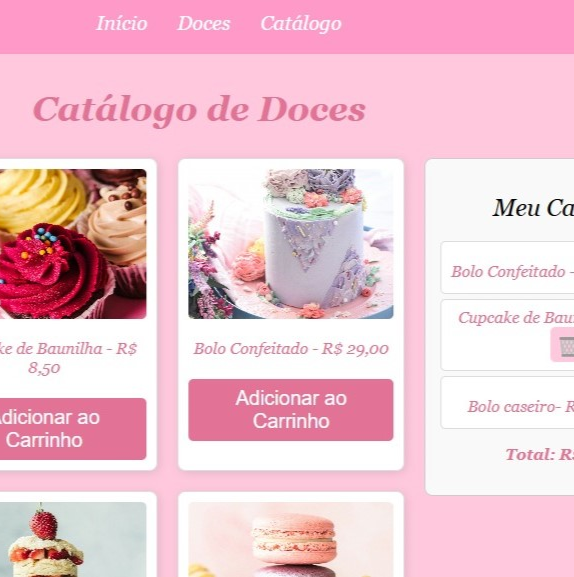 Início Doces Catálogo
Catálogo de Doces
Meu Ca
ke de Baunilha - R$
8,50
Adicionar ao
Carrinho
Bolo Confeitado - R$ 29,00
Adicionar ao
Carrinho
Bolo Confeitado -
Cupcake de Bau
Bolo caseiro- R
Total: R$